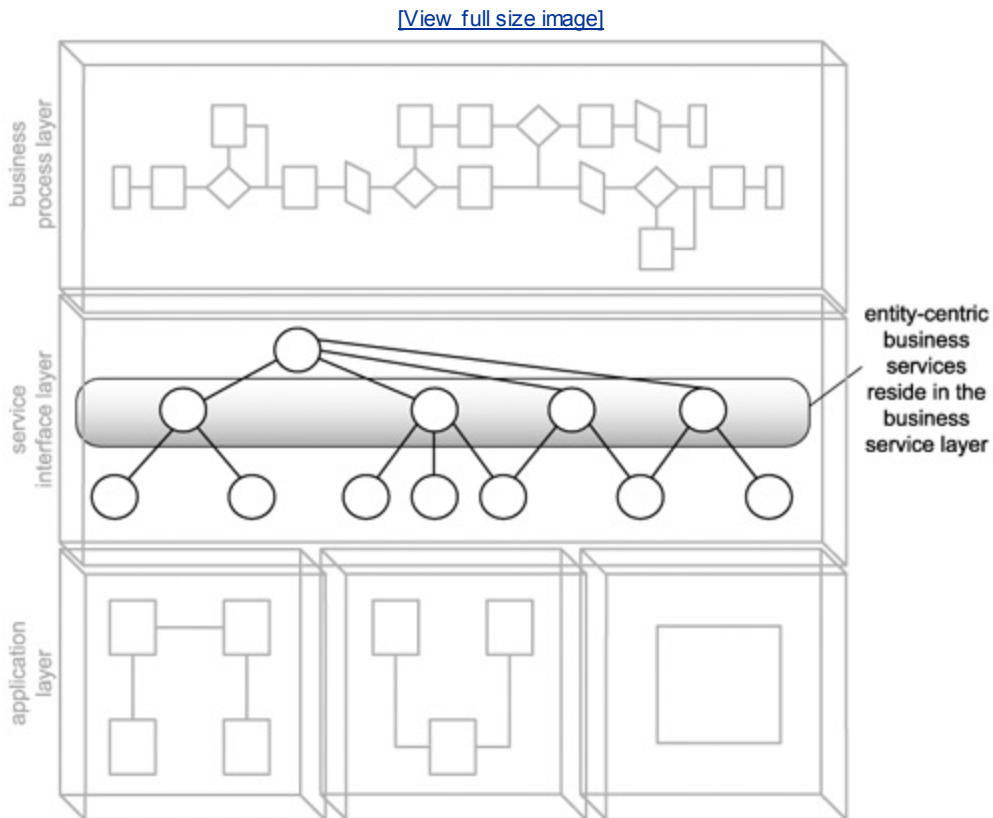 [View full size image]
business
process layer
service
interface layer
entity-centric
business
services
reside in the
business
service layer
application
layer